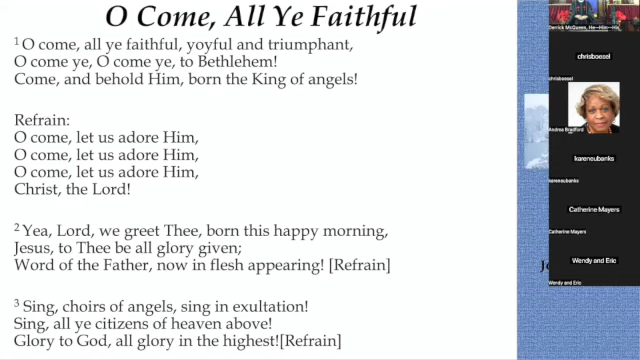 O Come, All Ye Faithful
1 O come, all ye faithful, yoyful and triumphant,
O come ye, O come ye, to Bethlehem!
Come, and behold Him, born the King of angels!
Refrain:
O come, let us adore Him,
O come, let us adore Him,
O come, let us adore Him,
Christ, the Lord!
2 Yea, Lord, we greet Thee, born this happy morning,
Jesus, to Thee be all glory given;
Word of the Father, now in flesh appearing! [Refrain]
3 Sing, choirs of angels, sing in exultation!
Sing, all ye citizens of heaven above!
Glory to God, all glory in the highest![Refrain]
Derrick McQueen, He—Him—His
chrisboesel
chrisboesel
Andrea Bradford
kareneubanks
kareneubanks
Catherine Mayers
Catherine Mayers
Wendy and Eric
Wendy and Eric